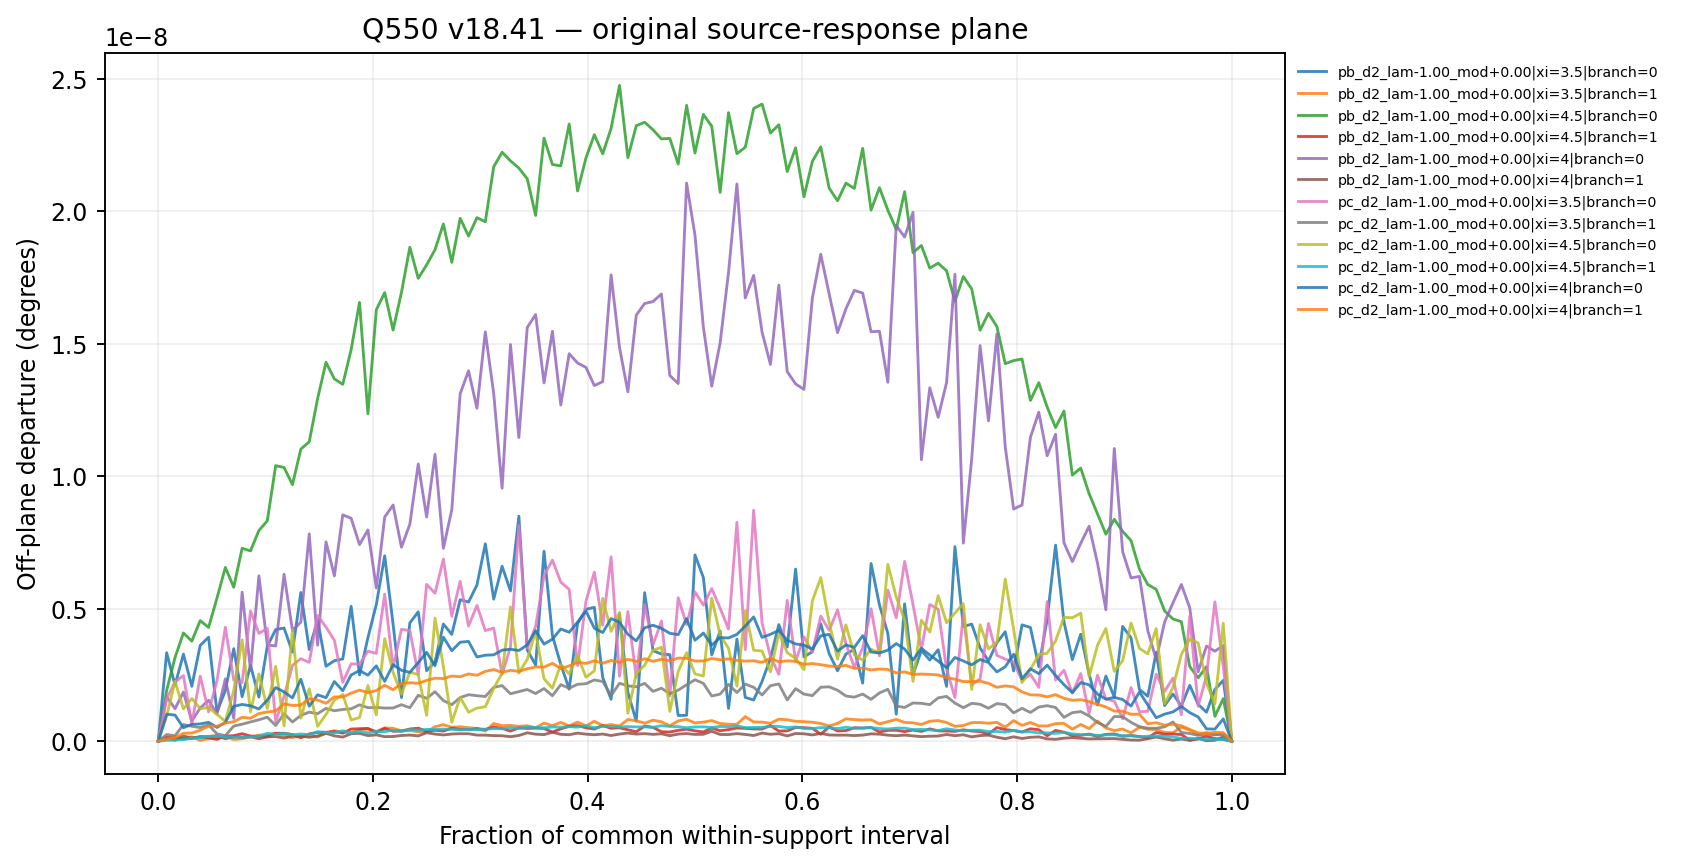 Q550 v18.41 — original source-response plane
1e−8
2.5
2.0
1.5
1.0
0.5
0.0
Off-plane departure (degrees)
0.0 0.2 0.4 0.6 0.8 1.0
Fraction of common within-support interval
pb_d2_lam-1.00_mod+0.00|xi=3.5|branch=0
pb_d2_lam-1.00_mod+0.00|xi=3.5|branch=1
pb_d2_lam-1.00_mod+0.00|xi=4.5|branch=0
pb_d2_lam-1.00_mod+0.00|xi=4.5|branch=1
pb_d2_lam-1.00_mod+0.00|xi=4|branch=0
pb_d2_lam-1.00_mod+0.00|xi=4|branch=1
pc_d2_lam-1.00_mod+0.00|xi=3.5|branch=0
pc_d2_lam-1.00_mod+0.00|xi=3.5|branch=1
pc_d2_lam-1.00_mod+0.00|xi=4.5|branch=0
pc_d2_lam-1.00_mod+0.00|xi=4.5|branch=1
pc_d2_lam-1.00_mod+0.00|xi=4|branch=0
pc_d2_lam-1.00_mod+0.00|xi=4|branch=1